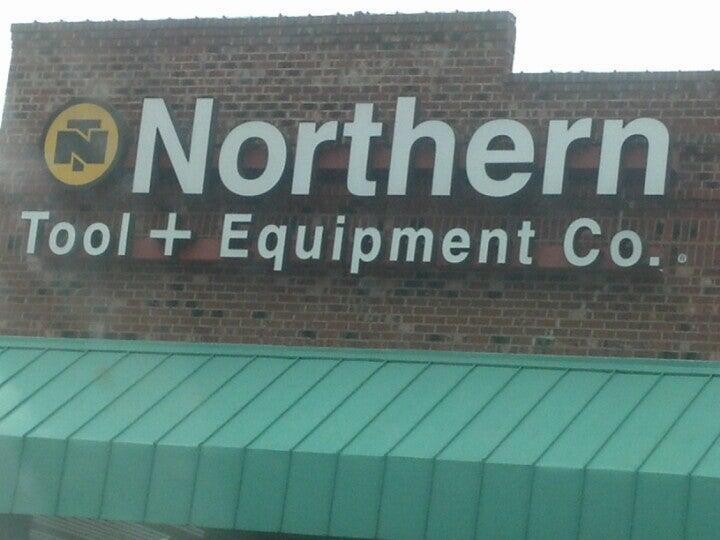 N Northern
Tool + Equipment Co.